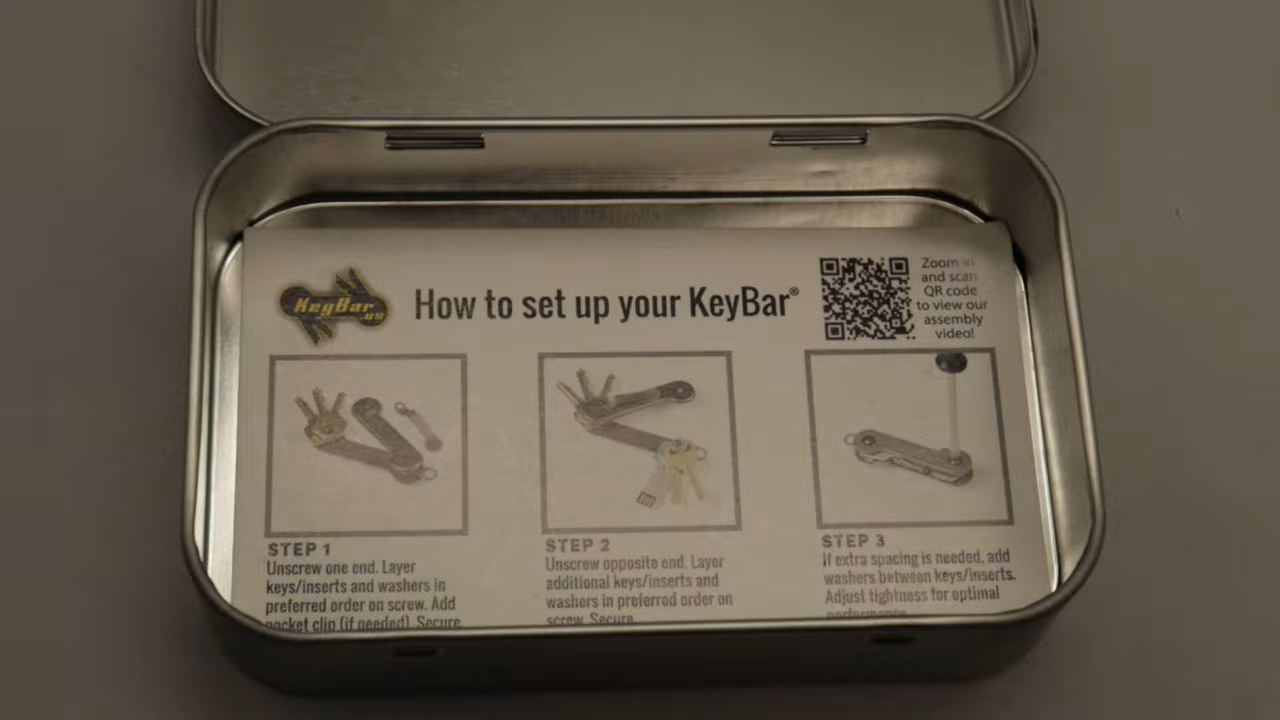 KeyBar
.us
How to set up your KeyBar®
Zoom in
and scan
QR code
to view our
assembly
video!
STEP 1
Unscrew one end. Layer
keys/inserts and washers in
preferred order on screw. Add
pocket clip (if needed). Secure
STEP 2
Unscrew opposite end. Layer
additional keys/inserts and
washers in preferred order on
screw. Secure.
STEP 3
If extra spacing is needed, add
washers between keys/inserts.
Adjust tightness for optimal
performance.